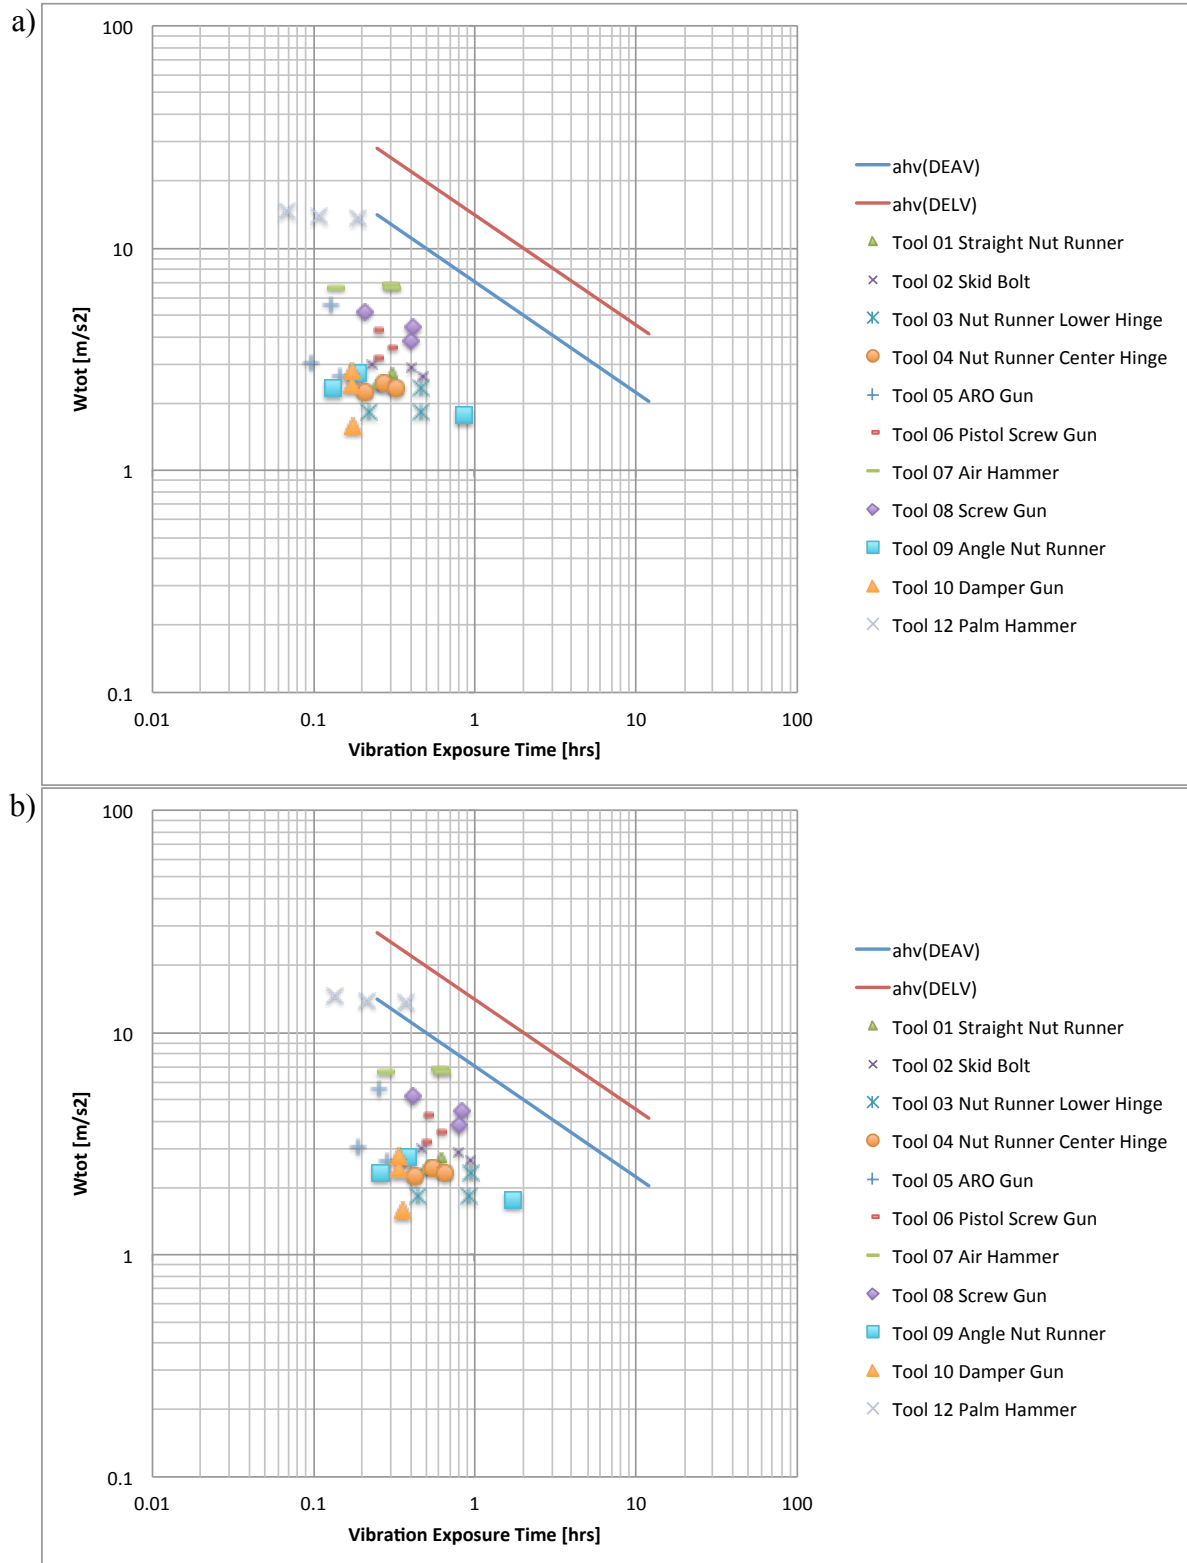 a)
100
10
1
0.1
Wtot [m/s2]
0.01
0.1
1
10
100
Vibration Exposure Time [hrs]
ahv(DEAV)
ahv(DELV)
Tool 01 Straight Nut Runner
Tool 02 Skid Bolt
Tool 03 Nut Runner Lower Hinge
Tool 04 Nut Runner Center Hinge
Tool 05 ARO Gun
Tool 06 Pistol Screw Gun
Tool 07 Air Hammer
Tool 08 Screw Gun
Tool 09 Angle Nut Runner
Tool 10 Damper Gun
Tool 12 Palm Hammer
b)
100
10
1
0.1
Wtot [m/s2]
0.01
0.1
1
10
100
Vibration Exposure Time [hrs]
ahv(DEAV)
ahv(DELV)
Tool 01 Straight Nut Runner
Tool 02 Skid Bolt
Tool 03 Nut Runner Lower Hinge
Tool 04 Nut Runner Center Hinge
Tool 05 ARO Gun
Tool 06 Pistol Screw Gun
Tool 07 Air Hammer
Tool 08 Screw Gun
Tool 09 Angle Nut Runner
Tool 10 Damper Gun
Tool 12 Palm Hammer